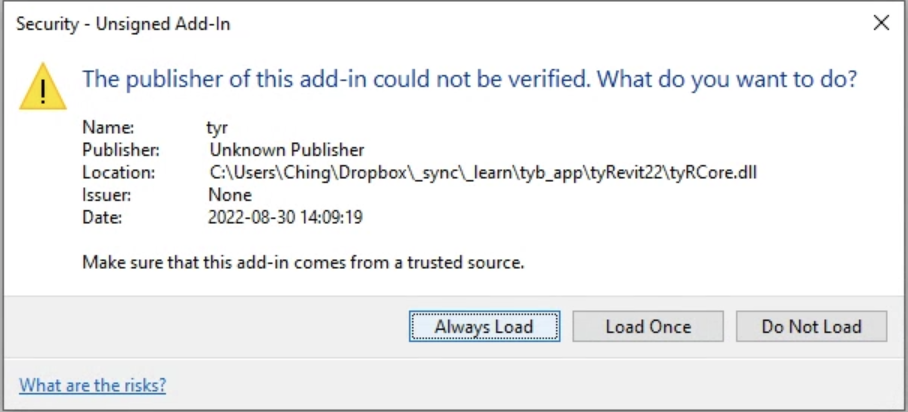 Security - Unsigned Add-In
The publisher of this add-in could not be verified. What do you want to do?
Name: tyr
Publisher: Unknown Publisher
Location: C:\Users\Ching\Dropbox\_sync\_learn\tyb_app\tyRevit22\tyRCore.dll
Issuer: None
Date: 2022-08-30 14:09:19
Make sure that this add-in comes from a trusted source.
Always Load Load Once Do Not Load
What are the risks?